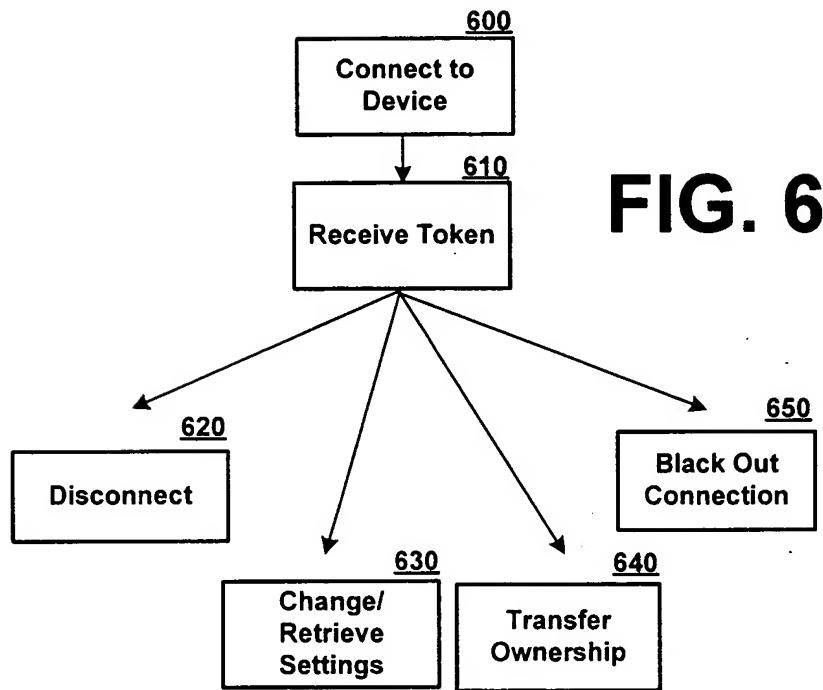 600
Connect to
Device
610
Receive Token
FIG. 6
620
Disconnect
650
Black Out
Connection
630
Change/
Retrieve
Settings
640
Transfer
Ownership